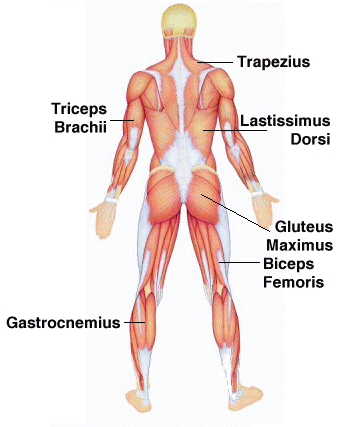 Trapezius
Triceps
Brachii
Lastissimus
Dorsi
Gluteus
Maximus
Biceps
Femoris
Gastrocnemius